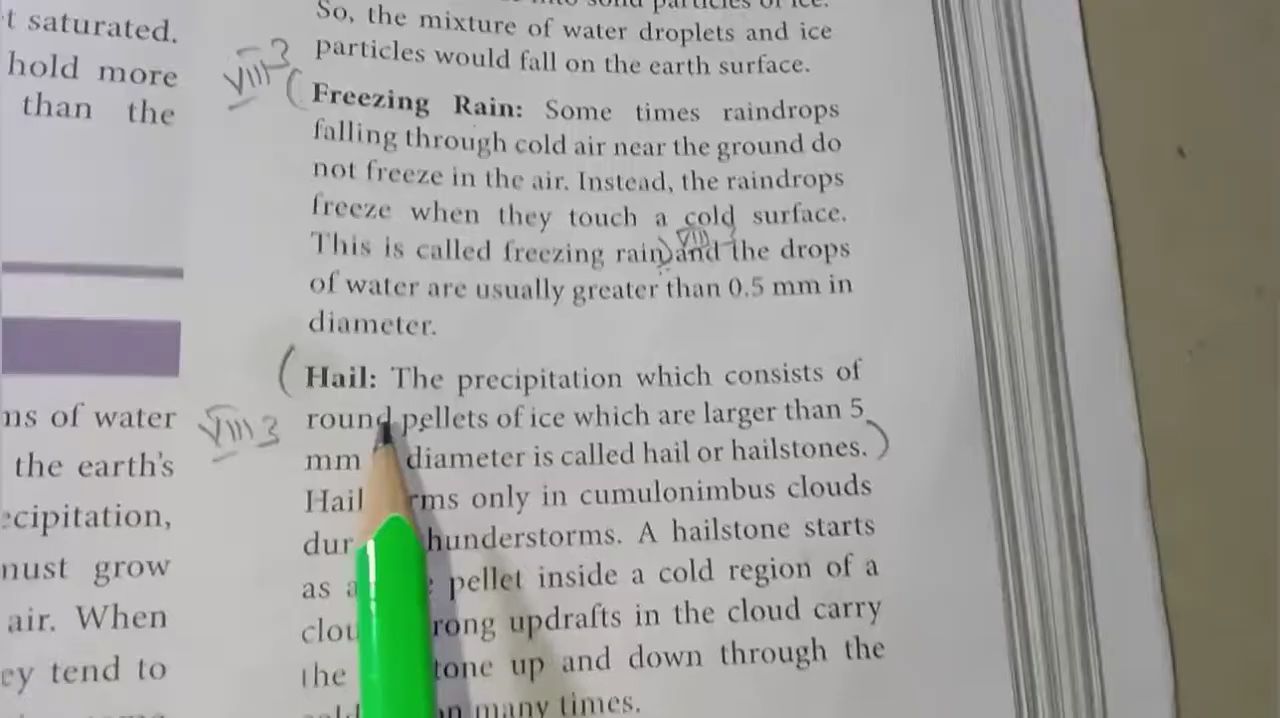 t saturated.
hold more
than the
ns of water
the earth's
ecipitation,
must grow
air. When
ey tend to
So, the mixture of water droplets and ice
particles would fall on the earth surface.
VIII 3
(Freezing Rain: Some times raindrops
falling through cold air near the ground do
not freeze in the air. Instead, the raindrops
freeze when they touch a cold surface.
This is called freezing rain) and the drops
of water are usually greater than 0.5 mm in
diameter.
(Hail: The precipitation which consists of
VIII 3
round pellets of ice which are larger than 5
mm diameter is called hail or hailstones.)
Hail rms only in cumulonimbus clouds
dur hunderstorms. A hailstone starts
as a pellet inside a cold region of a
clou rong updrafts in the cloud carry
the tone up and down through the
many times.